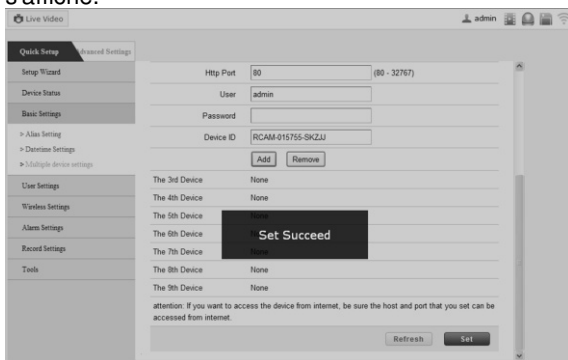 s'affiche.
Live Video
admin
Quick Setup
Advanced Settings
Setup Wizard
Device Status
Basic Settings
> Alias Setting
> Datetime Settings
> Multiple device settings
User Settings
Wireless Settings
Alarm Settings
Record Settings
Tools
Http Port 80 (80 - 32767)
User admin
Password
Device ID RCAM-015755-SKZJJ
Add Remove
The 3rd Device None
The 4th Device None
The 5th Device
The 6th Device
The 7th Device
The 8th Device None
The 9th Device None
Set Succeed
attention: If you want to access the device from internet, be sure the host and port that you set can be
accessed from internet.
Refresh Set